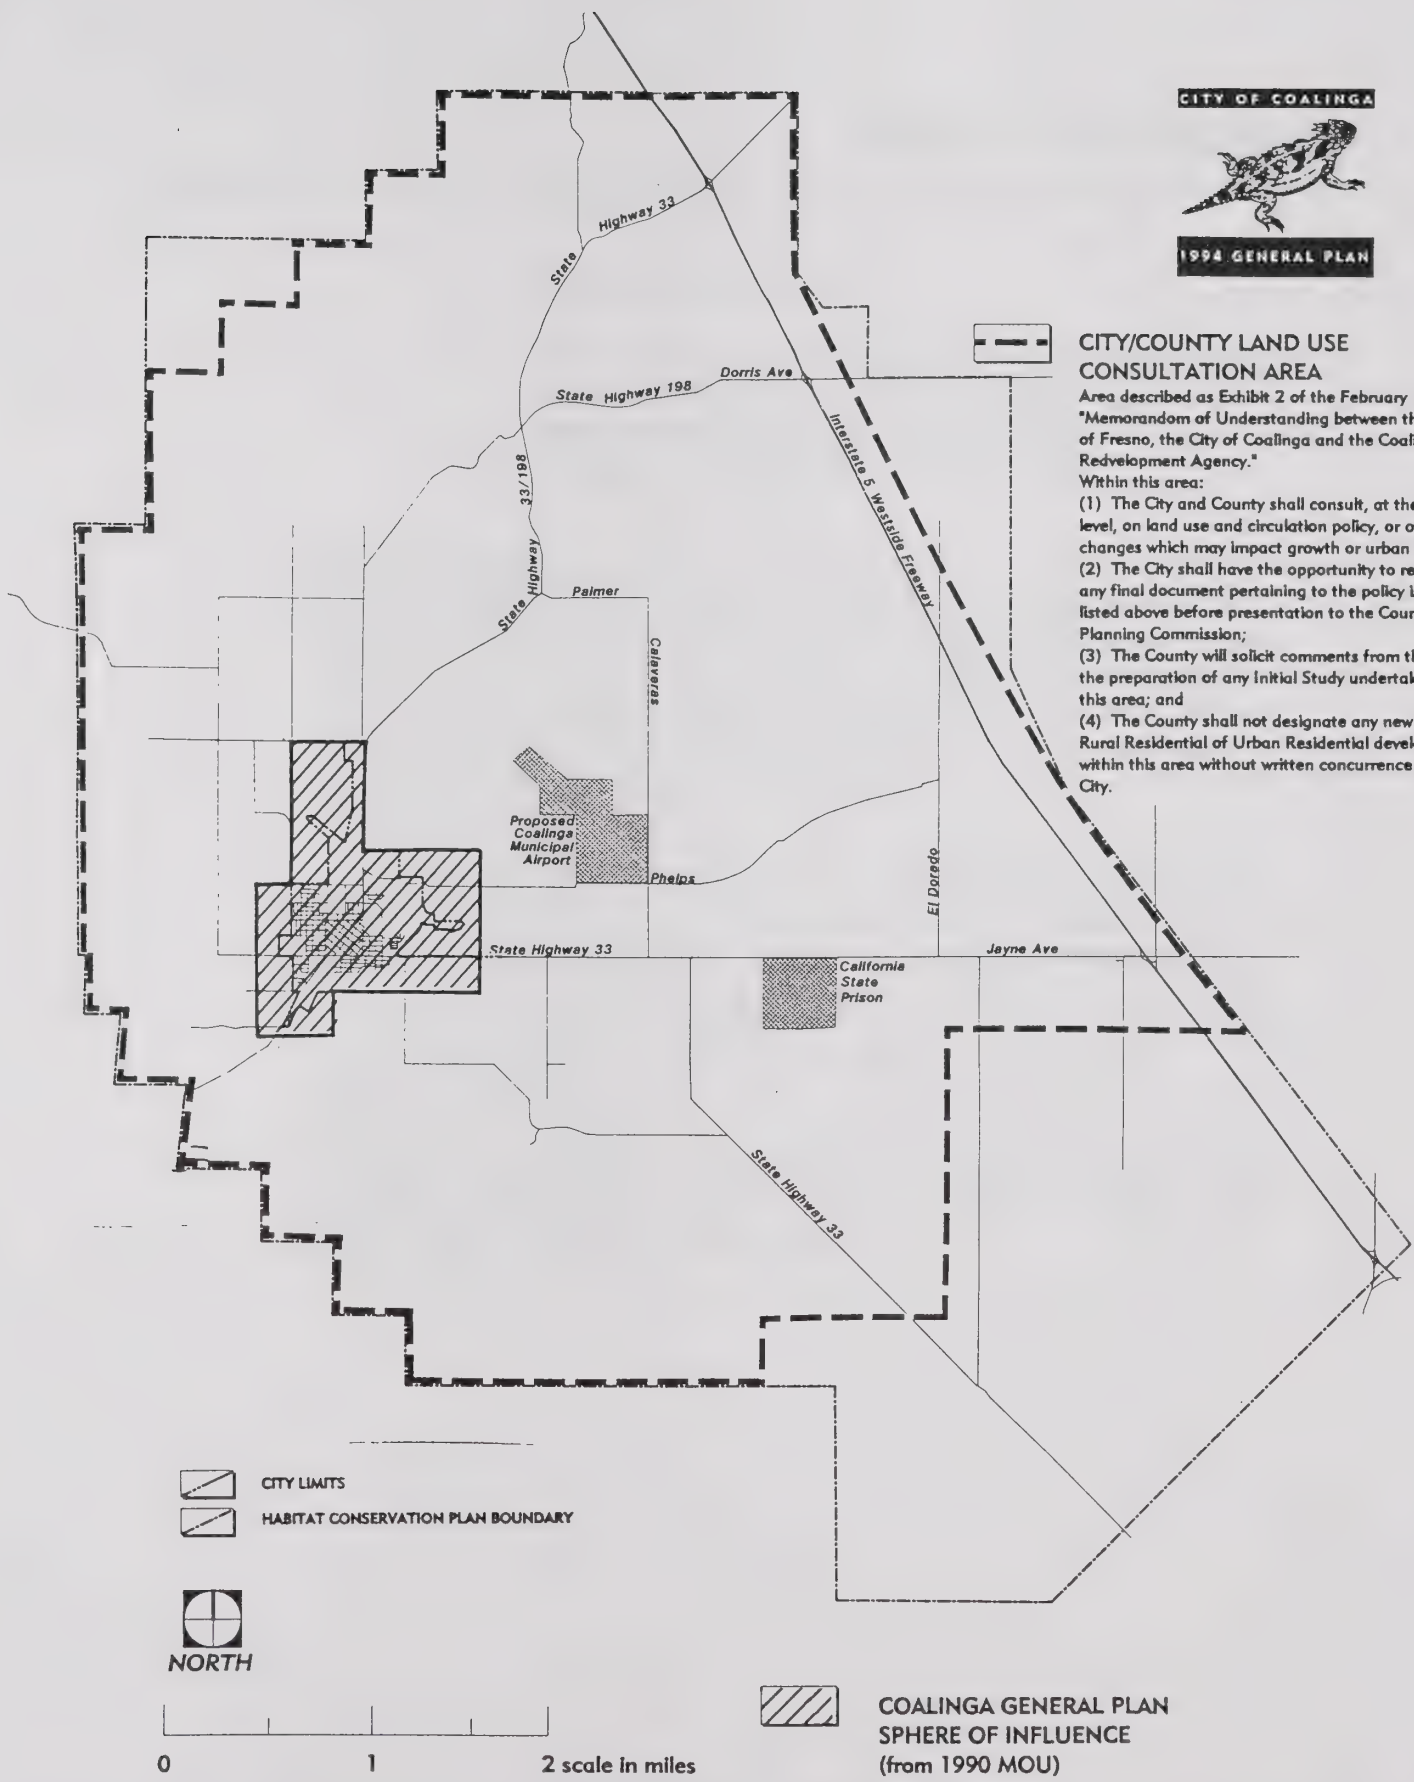 CITY OF COALINGA
1994 GENERAL PLAN
CITY/COUNTY LAND USE
CONSULTATION AREA
Area described as Exhibit 2 of the February
"Memorandom of Understanding between th
of Fresno, the City of Coalinga and the Coali
Redvelopment Agency."
Within this area:
(1) The City and County shall consult, at the
level, on land use and circulation policy, or o
changes which may impact growth or urban
(2) The City shall have the opportunity to re
any final document pertaining to the policy i
listed above before presentation to the Coun
Planning Commission;
(3) The County will solicit comments from th
the preparation of any Initial Study undertak
this area; and
(4) The County shall not designate any new
Rural Residential of Urban Residential devel
within this area without written concurrence
City.
State Highway 33
Dorris Ave
State Highway 198
Interstate 5 Westside Freeway
State Highway 33/198
Palmer
Calaveras
Proposed
Coalinga
Municipal
Airport
Phelps
El Dorado
State Highway 33
Jayne Ave
California
State
Prison
State Highway 33
CITY LIMITS
HABITAT CONSERVATION PLAN BOUNDARY
NORTH
0 1 2 scale in miles
COALINGA GENERAL PLAN
SPHERE OF INFLUENCE
(from 1990 MOU)